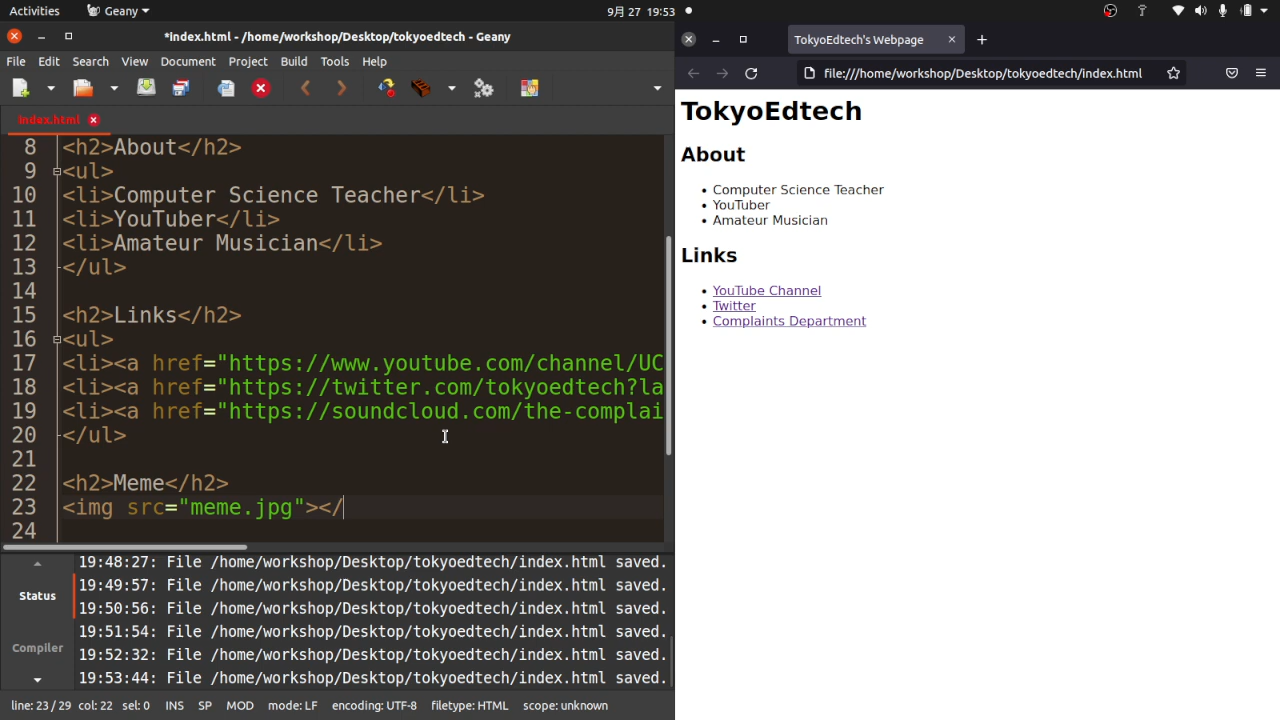 Activities Geany 9月 27 19:53
*index.html - /home/workshop/Desktop/tokyoedtech - Geany
File Edit Search View Document Project Build Tools Help
index.html
8 <h2>About</h2>
9 <ul>
10 <li>Computer Science Teacher</li>
11 <li>YouTuber</li>
12 <li>Amateur Musician</li>
13 </ul>
14
15 <h2>Links</h2>
16 <ul>
17 <li><a href="https://www.youtube.com/channel/UC
18 <li><a href="https://twitter.com/tokyoedtech?la
19 <li><a href="https://soundcloud.com/the-complai
20 </ul>
21
22 <h2>Meme</h2>
23 <img src="meme.jpg"></
24
Status
Compiler
19:48:27: File /home/workshop/Desktop/tokyoedtech/index.html saved.
19:49:57: File /home/workshop/Desktop/tokyoedtech/index.html saved.
19:50:56: File /home/workshop/Desktop/tokyoedtech/index.html saved.
19:51:54: File /home/workshop/Desktop/tokyoedtech/index.html saved.
19:52:32: File /home/workshop/Desktop/tokyoedtech/index.html saved.
19:53:44: File /home/workshop/Desktop/tokyoedtech/index.html saved.
line: 23 / 29 col: 22 sel: 0 INS SP MOD mode: LF encoding: UTF-8 filetype: HTML scope: unknown
TokyoEdtech's Webpage
file:///home/workshop/Desktop/tokyoedtech/index.html
TokyoEdtech
About
• Computer Science Teacher
• YouTuber
• Amateur Musician
Links
• YouTube Channel
• Twitter
• Complaints Department